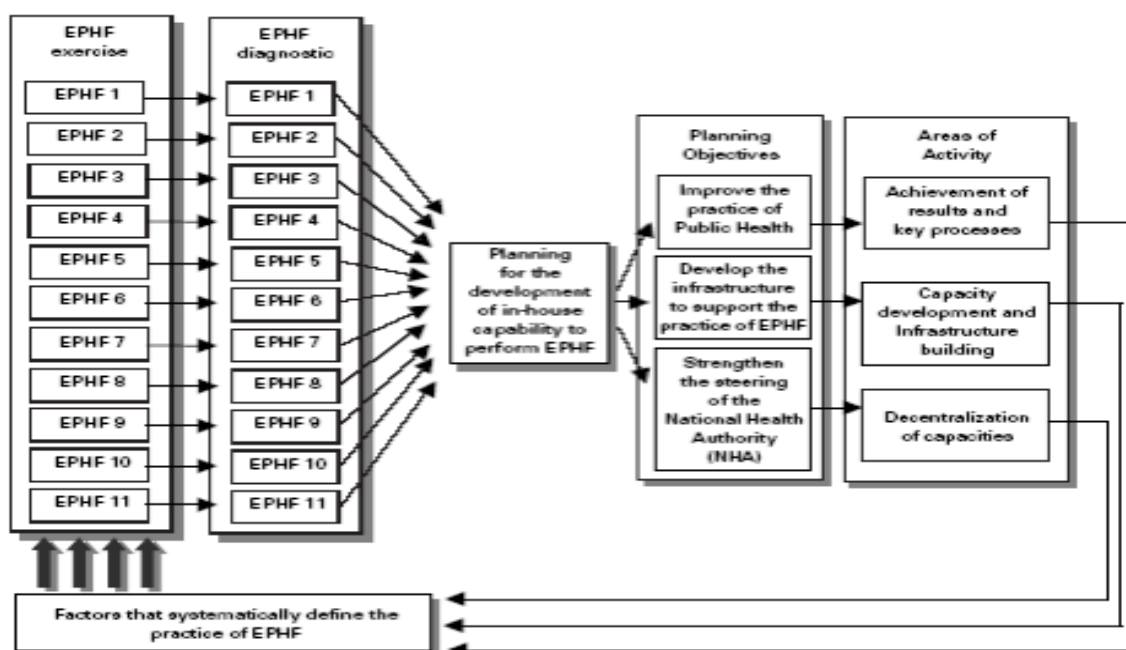 EPHF
exercise
EPHF 1
EPHF 2
EPHF 3
EPHF 4
EPHF 5
EPHF 6
EPHF 7
EPHF 8
EPHF 9
EPHF 10
EPHF 11
EPHF
diagnostic
EPHF 1
EPHF 2
EPHF 3
EPHF 4
EPHF 5
EPHF 6
EPHF 7
EPHF 8
EPHF 9
EPHF 10
EPHF 11
Planning
for the
development
of in-house
capability to
perform EPHF
Planning
Objectives
Improve the
practice of
Public Health
Develop the
infrastructure
to support the
practice of EPHF
Strengthen
the steering
of the
National Health
Authority
(NHA)
Areas of
Activity
Achievement of
results and
key processes
Capacity
development and
Infrastructure
building
Decentralization
of capacities
Factors that systematically define the
practice of EPHF